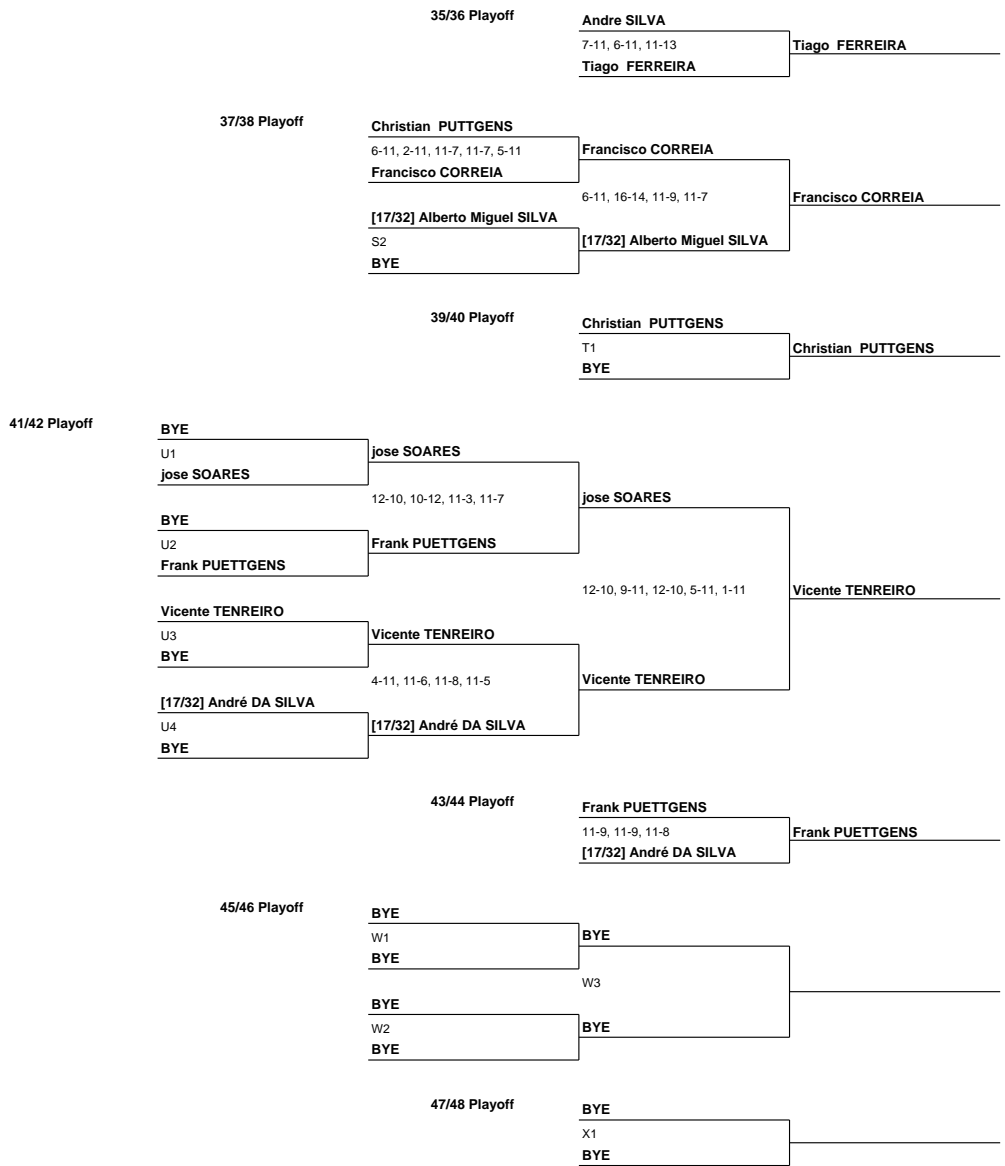 35/36 Playoff
Andre SILVA
7-11, 6-11, 11-13
Tiago FERREIRA
Tiago FERREIRA
37/38 Playoff
Christian PUTTGENS
6-11, 2-11, 11-7, 11-7, 5-11
Francisco CORREIA
Francisco CORREIA
6-11, 16-14, 11-9, 11-7
Francisco CORREIA
[17/32] Alberto Miguel SILVA
S2
[17/32] Alberto Miguel SILVA
BYE
39/40 Playoff
Christian PUTTGENS
T1
Christian PUTTGENS
BYE
41/42 Playoff
BYE
U1
jose SOARES
jose SOARES
12-10, 10-12, 11-3, 11-7
jose SOARES
BYE
U2
Frank PUETTGENS
Frank PUETTGENS
12-10, 9-11, 12-10, 5-11, 1-11
Vicente TENREIRO
Vicente TENREIRO
U3
Vicente TENREIRO
BYE
4-11, 11-6, 11-8, 11-5
Vicente TENREIRO
[17/32] André DA SILVA
U4
[17/32] André DA SILVA
BYE
43/44 Playoff
Frank PUETTGENS
11-9, 11-9, 11-8
Frank PUETTGENS
[17/32] André DA SILVA
45/46 Playoff
BYE
W1
BYE
BYE
W3
BYE
W2
BYE
BYE
47/48 Playoff
BYE
X1
BYE